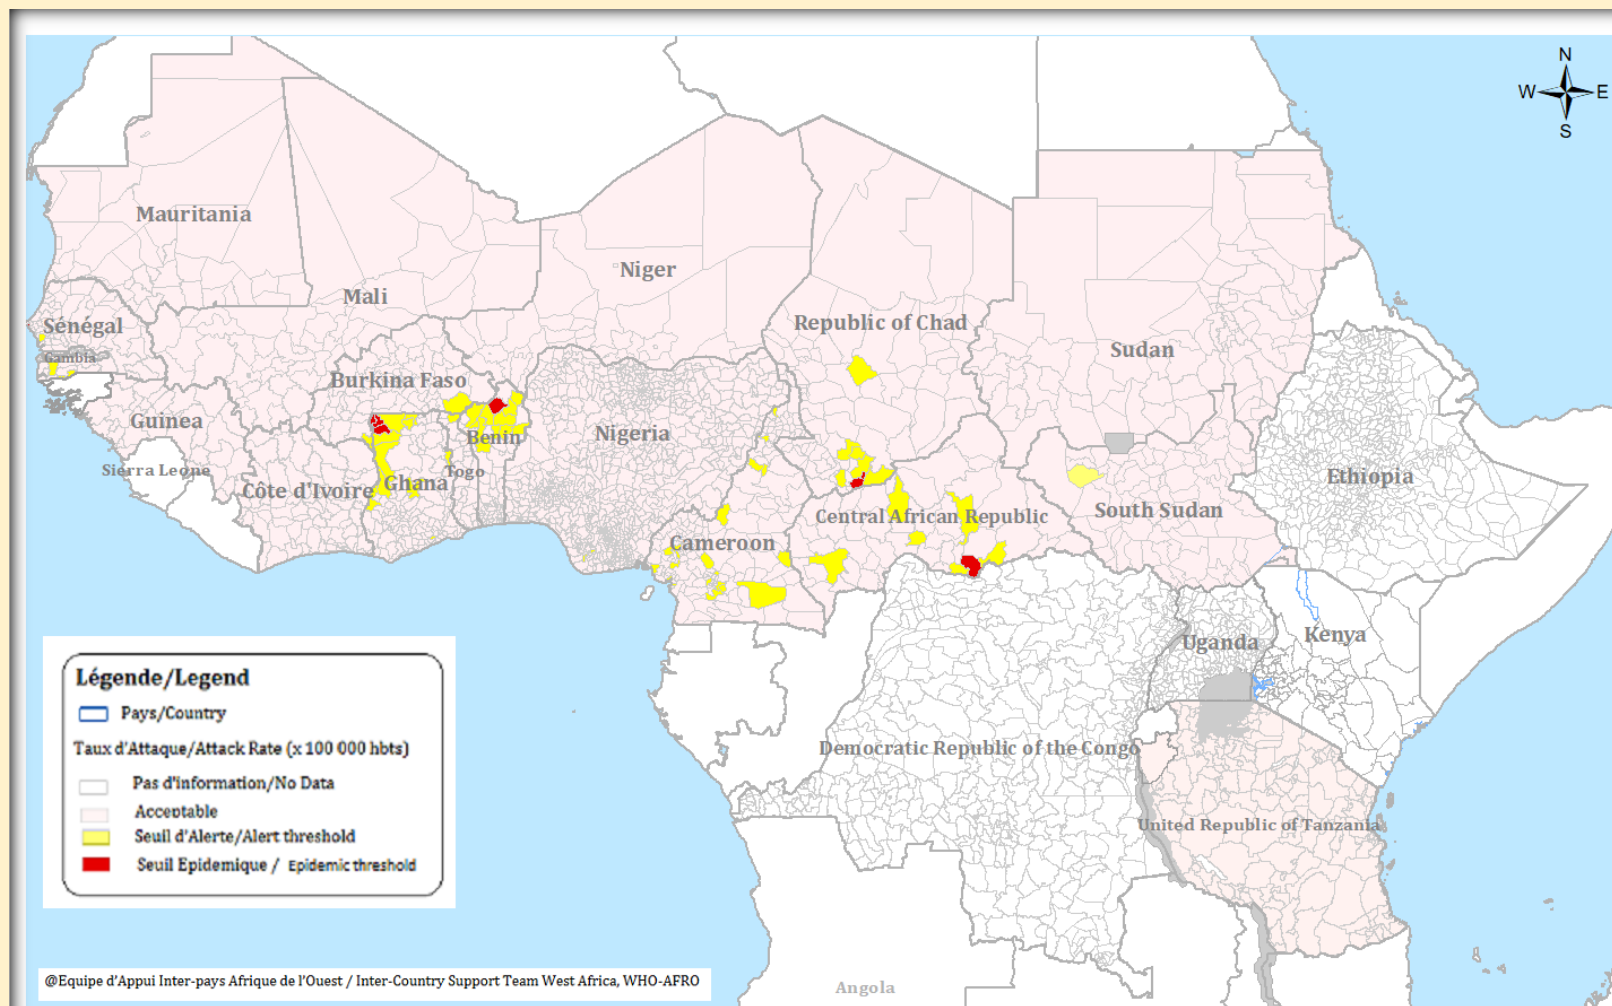 N
W E
S
Mauritania
Niger
Mali
Republic of Chad
Sénégal
Sudan
Gambia
Burkina Faso
Guinea
Nigeria
Benin
Sierra Leone
Togo
Ethiopia
Côte d'Ivoire
Ghana
South Sudan
Central African Republic
Cameroon
Uganda
Kenya
Democratic Republic of the Congo
United Republic of Tanzania
Angola
Légende/Legend
Pays/Country
Taux d'Attaque/Attack Rate (x 100 000 hbts)
Pas d'information/No Data
Acceptable
Seuil d'Alerte/Alert threshold
Seuil Epidemique / Epidemic threshold
@Equipe d'Appui Inter-pays Afrique de l'Ouest / Inter-Country Support Team West Africa, WHO-AFRO